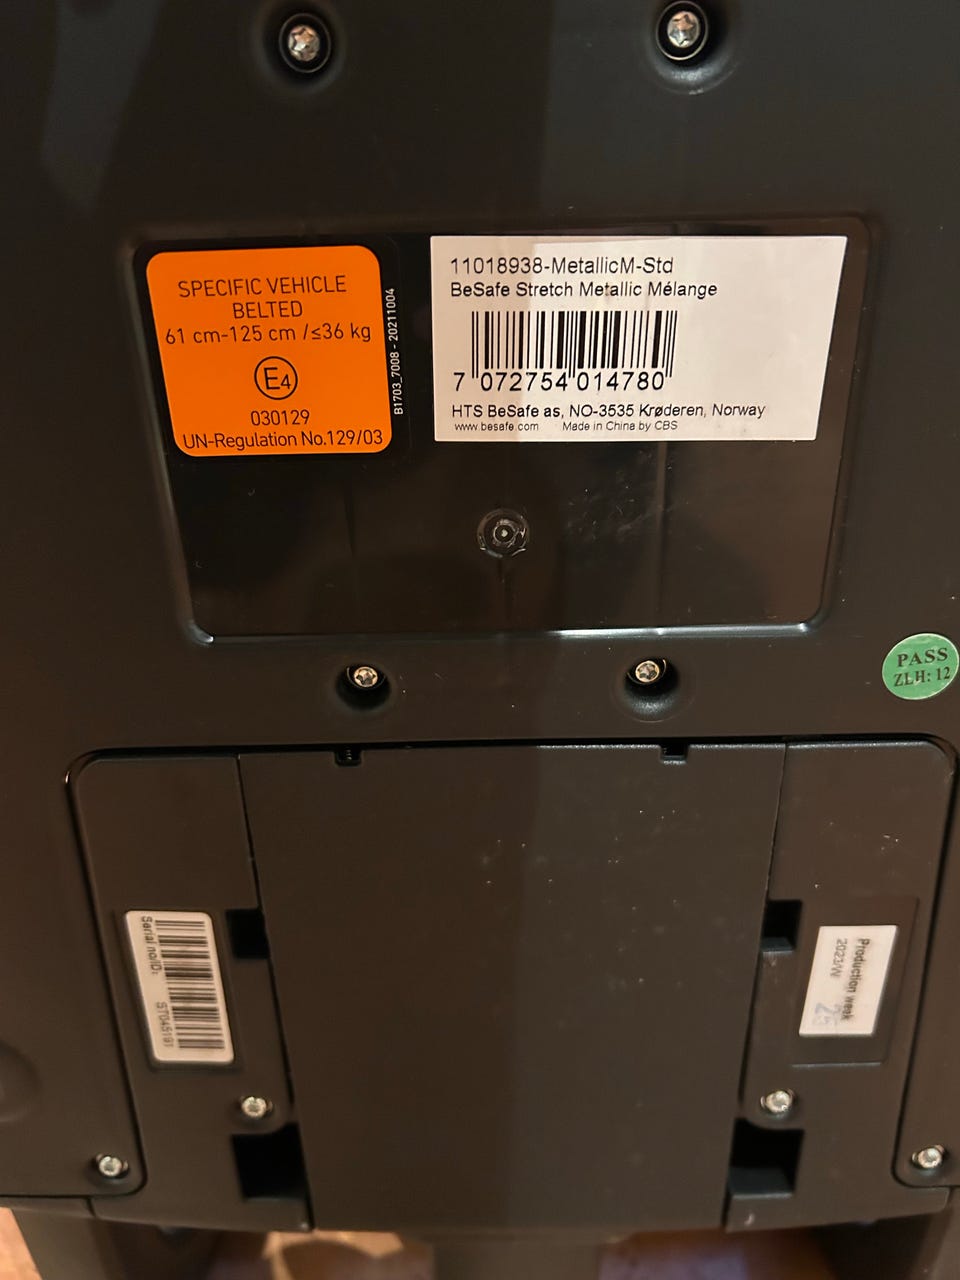 SPECIFIC VEHICLE
BELTED
61 cm-125 cm /≤36 kg
E4
030129
UN-Regulation No.129/03
B1703_7008 - 20211004
11018938-MetallicM-Std
BeSafe Stretch Metallic Mélange
7 072754 014780
HTS BeSafe as, NO-3535 Krøderen, Norway
www.besafe.com Made in China by CBS
PASS
ZLH: 12
Serial no/ID:
ST045191
Production week
2023/W 25